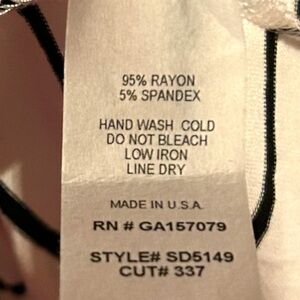 95% RAYON
5% SPANDEX
HAND WASH COLD
DO NOT BLEACH
LOW IRON
LINE DRY
MADE IN U.S.A.
RN # GA157079
STYLE# SD5149
CUT# 337